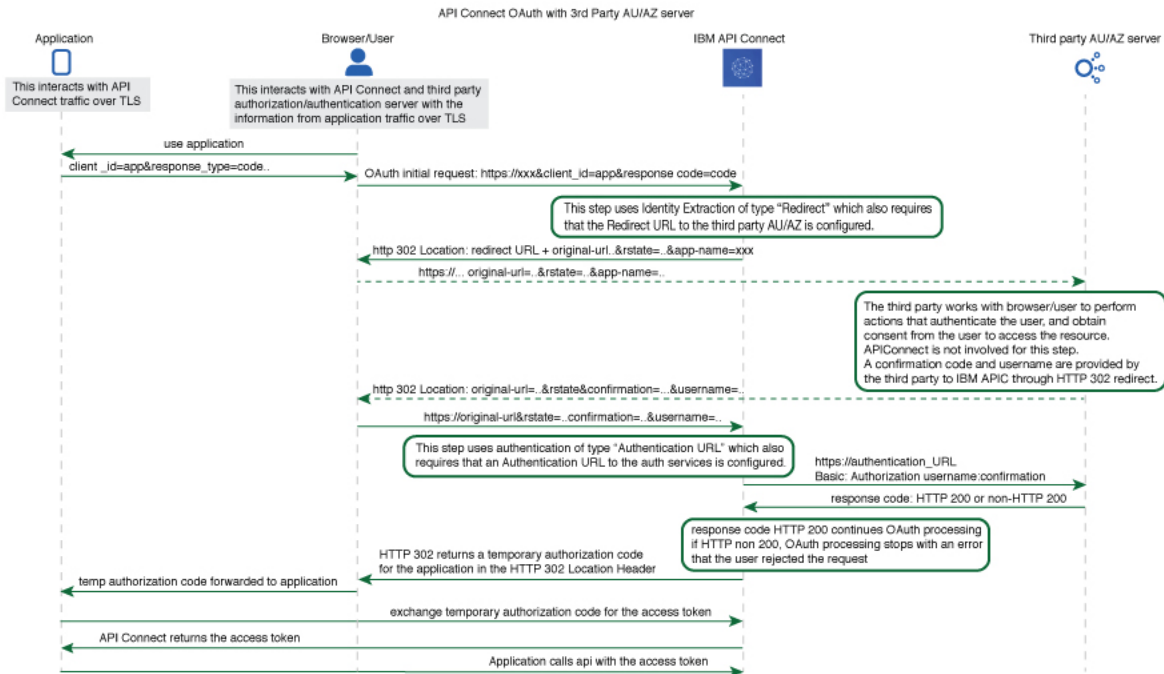 API Connect OAuth with 3rd Party AU/AZ server
Application
Browser/User
IBM API Connect
Third party AU/AZ server
This interacts with API
Connect traffic over TLS
This interacts with API Connect and third party
authorization/authentication server with the
information from application traffic over TLS
use application
client _id=app&response_type=code..
OAuth initial request: https://xxx&client_id=app&response code=code
This step uses Identity Extraction of type “Redirect” which also requires
that the Redirect URL to the third party AU/AZ is configured.
http 302 Location: redirect URL + original-url..&rstate=..&app-name=xxx
https://... original-url=..&rstate=..&app-name=..
The third party works with browser/user to perform
actions that authenticate the user, and obtain
consent from the user to access the resource.
APIConnect is not involved for this step.
A confirmation code and username are provided by
the third party to IBM APIC through HTTP 302 redirect.
http 302 Location: original-url=..&rstate&confirmation=...&username=..
https://original-url&rstate=..confirmation=..&username=..
This step uses authentication of type “Authentication URL” which also
requires that an Authentication URL to the auth services is configured.
https://authentication_URL
Basic: Authorization username:confirmation
response code: HTTP 200 or non-HTTP 200
response code HTTP 200 continues OAuth processing
if HTTP non 200, OAuth processing stops with an error
that the user rejected the request
HTTP 302 returns a temporary authorization code
for the application in the HTTP 302 Location Header
temp authorization code forwarded to application
exchange temporary authorization code for the access token
API Connect returns the access token
Application calls api with the access token